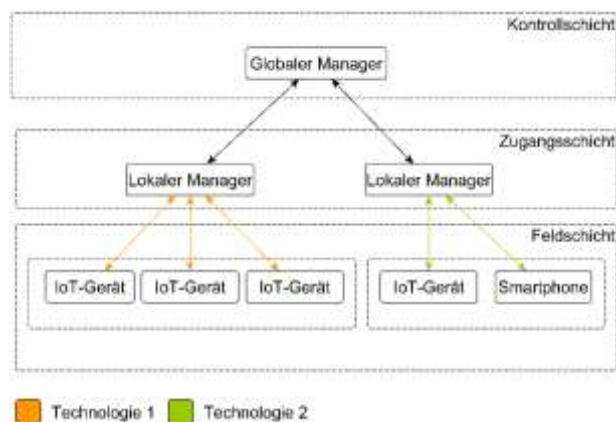 Kontrollschicht
Globaler Manager
Zugangsschicht
Lokaler Manager Lokaler Manager
Feldschicht
IoT-Gerät IoT-Gerät IoT-Gerät IoT-Gerät Smartphone
Technologie 1 Technologie 2